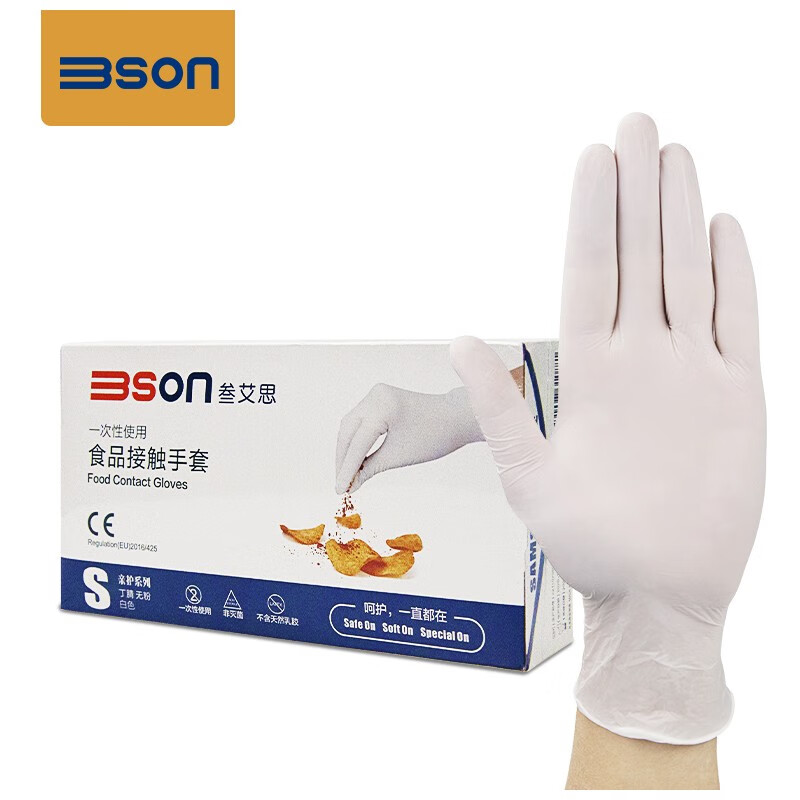 3son
3son 叁艾思
一次性使用
食品接触手套
Food Contact Gloves
CE
Regulation(EU)2016/425
S 亲护系列
丁腈 无粉
白色
一次性使用
非灭菌
不含天然乳胶
呵护，一直都在
Safe On Soft On Special On